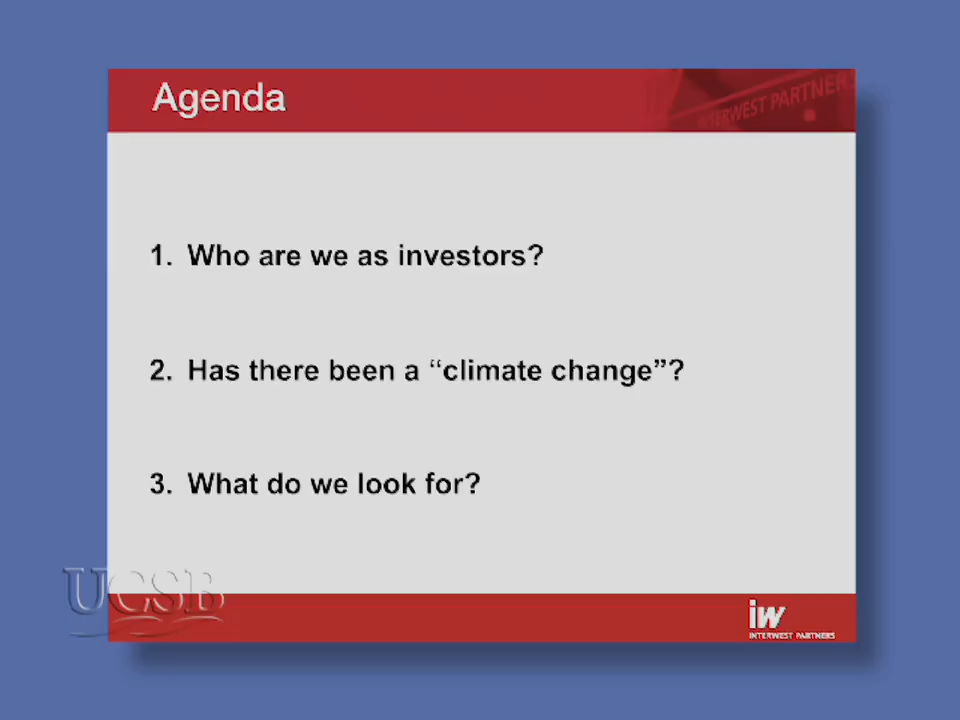 Agenda
INTERWEST PARTNERS
1. Who are we as investors?
2. Has there been a “climate change”?
3. What do we look for?
UCSB
iw
INTERWEST PARTNERS